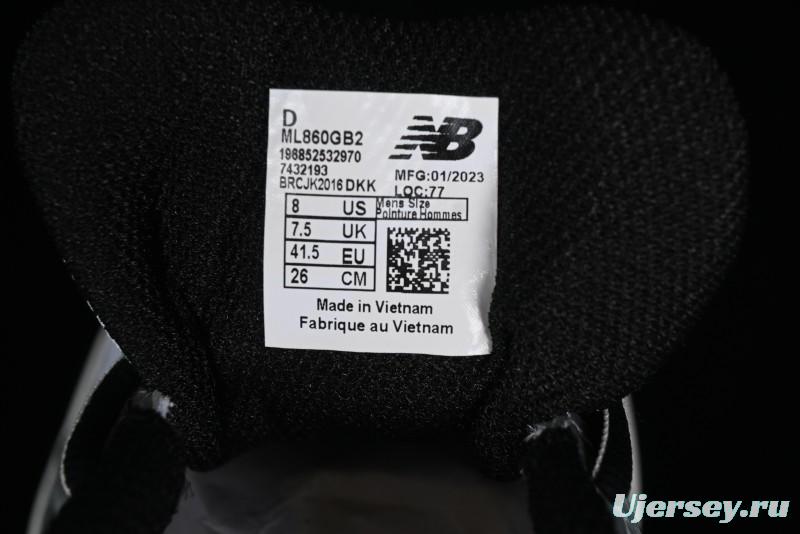 D
ML860GB2
NB
196852532970
7432193
MFG:01/2023
BRCJK2016 DKK
LOC:77
8 US
Mens Size
Pointure Hommes
7.5 UK
41.5 EU
26 CM
Made in Vietnam
Fabrique au Vietnam
Ujersey.ru